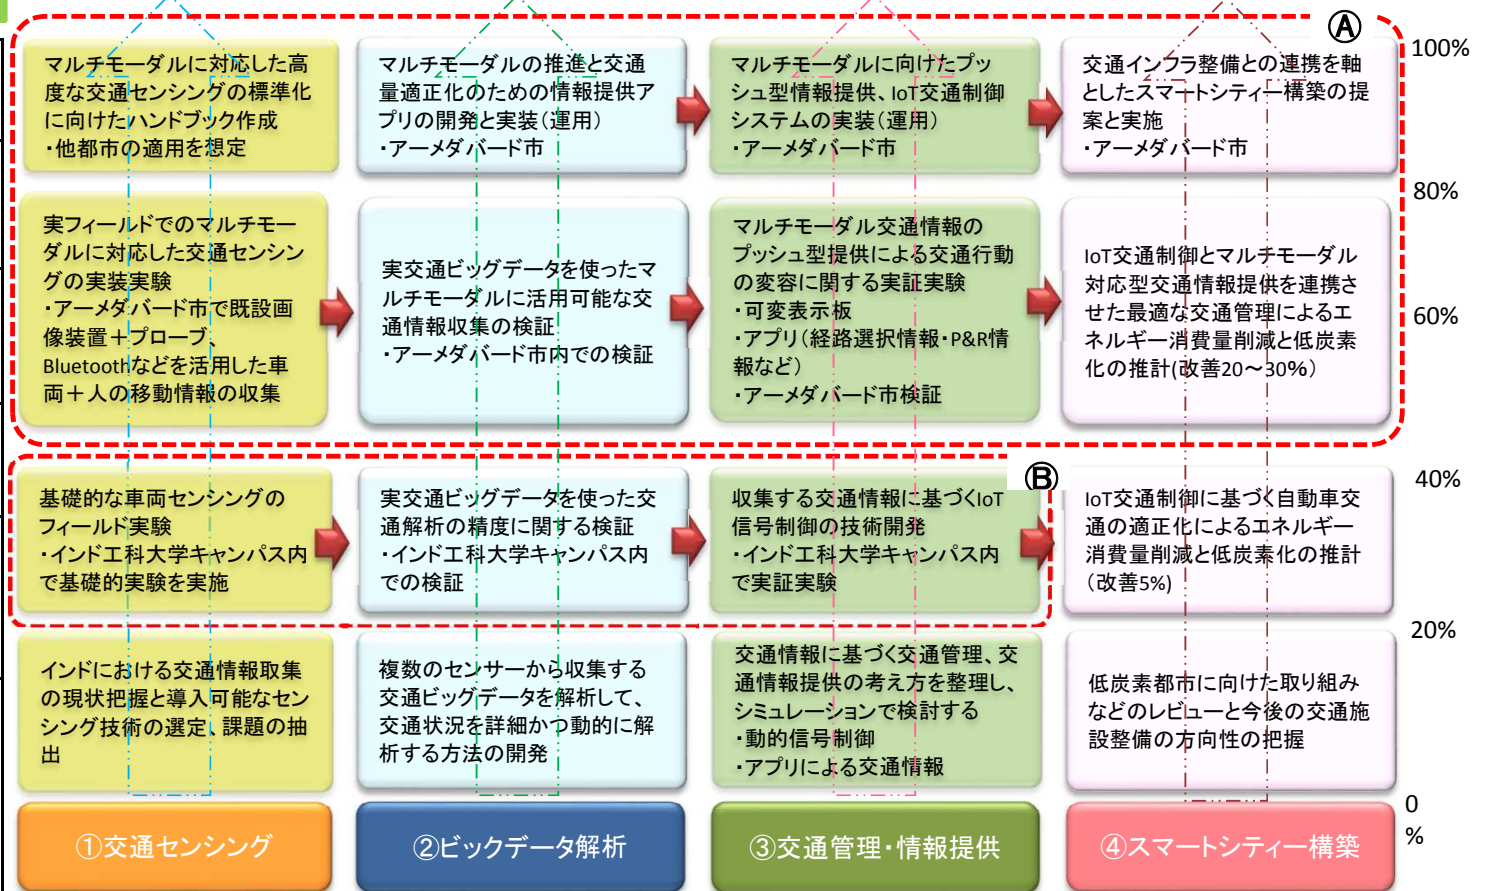 Ⓐ
100%
マルチモーダルに対応した高
度な交通センシングの標準化
に向けたハンドブック作成
・他都市の適用を想定
マルチモーダルの推進と交通
量適正化のための情報提供ア
プリの開発と実装（運用）
・アーメダバード市
マルチモーダルに向けたプッ
シュ型情報提供、IoT交通制御
システムの実装（運用）
・アーメダバード市
交通インフラ整備との連携を軸
としたスマートシティー構築の提
案と実施
・アーメダバード市
80%
実フィールドでのマルチモー
ダルに対応した交通センシン
グの実装実験
・アーメダバード市で既設画
像装置＋プローブ、
Bluetoothなどを活用した車
両＋人の移動情報の収集
実交通ビッグデータを使ったマ
ルチモーダルに活用可能な交
通情報収集の検証
・アーメダバード市内での検証
マルチモーダル交通情報の
プッシュ型提供による交通行動
の変容に関する実証実験
・可変表示板
・アプリ（経路選択情報・P&R情
報など）
・アーメダバード市検証
IoT交通制御とマルチモーダル
対応型交通情報提供を連携さ
せた最適な交通管理によるエ
ネルギー消費量削減と低炭素
化の推計(改善20～30%）
60%
Ⓑ
40%
基礎的な車両センシングの
フィールド実験
・インド工科大学キャンパス内
で基礎的実験を実施
実交通ビッグデータを使った交
通解析の精度に関する検証
・インド工科大学キャンパス内
での検証
収集する交通情報に基づくIoT
信号制御の技術開発
・インド工科大学キャンパス内
で実証実験
IoT交通制御に基づく自動車交
通の適正化によるエネルギー
消費量削減と低炭素化の推計
（改善5%)
20%
インドにおける交通情報取集
の現状把握と導入可能なセン
シング技術の選定、課題の抽
出
複数のセンサーから収集する
交通ビッグデータを解析して、
交通状況を詳細かつ動的に解
析する方法の開発
交通情報に基づく交通管理、交
通情報提供の考え方を整理し、
シミュレーションで検討する
・動的信号制御
・アプリによる交通情報
低炭素都市に向けた取り組み
などのレビューと今後の交通施
設整備の方向性の把握
0
%
①交通センシング
②ビックデータ解析
③交通管理・情報提供
④スマートシティー構築